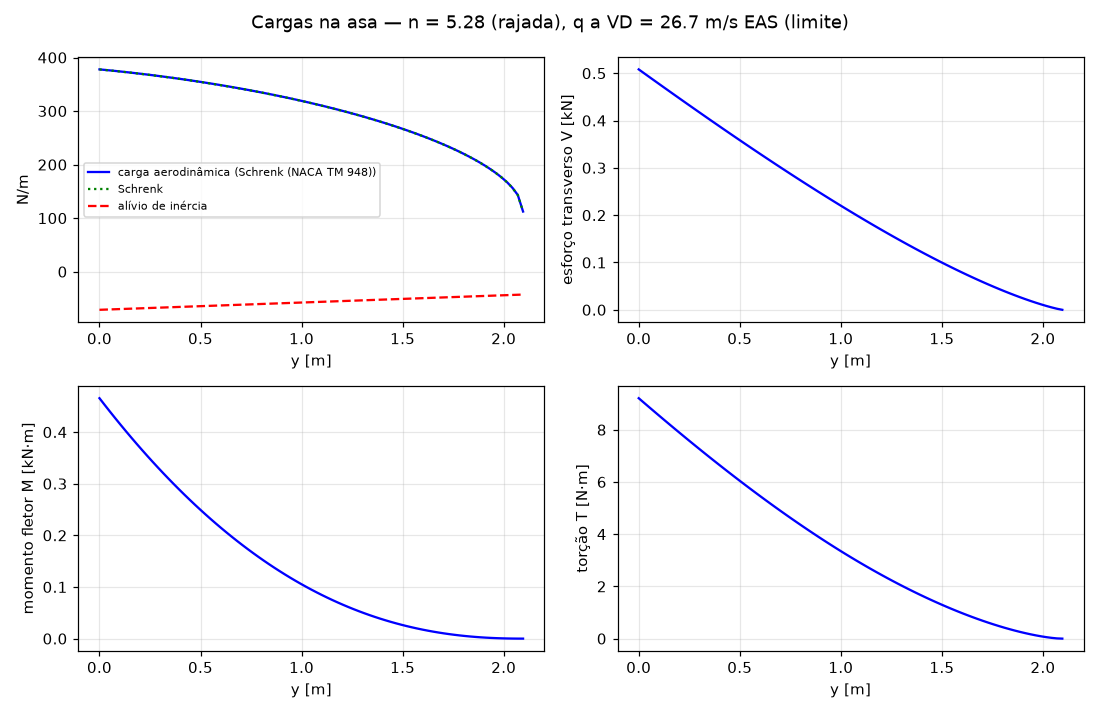 Cargas na asa — n = 5.28 (rajada), q a VD = 26.7 m/s EAS (limite)
400
300
200
100
0
N/m
carga aerodinâmica (Schrenk (NACA TM 948))
Schrenk
alívio de inércia
0.0 0.5 1.0 1.5 2.0
y [m]
0.5
0.4
0.3
0.2
0.1
0.0
esforço transverso V [kN]
0.0 0.5 1.0 1.5 2.0
y [m]
0.4
0.3
0.2
0.1
0.0
momento fletor M [kN·m]
0.0 0.5 1.0 1.5 2.0
y [m]
8
6
4
2
0
torção T [N·m]
0.0 0.5 1.0 1.5 2.0
y [m]